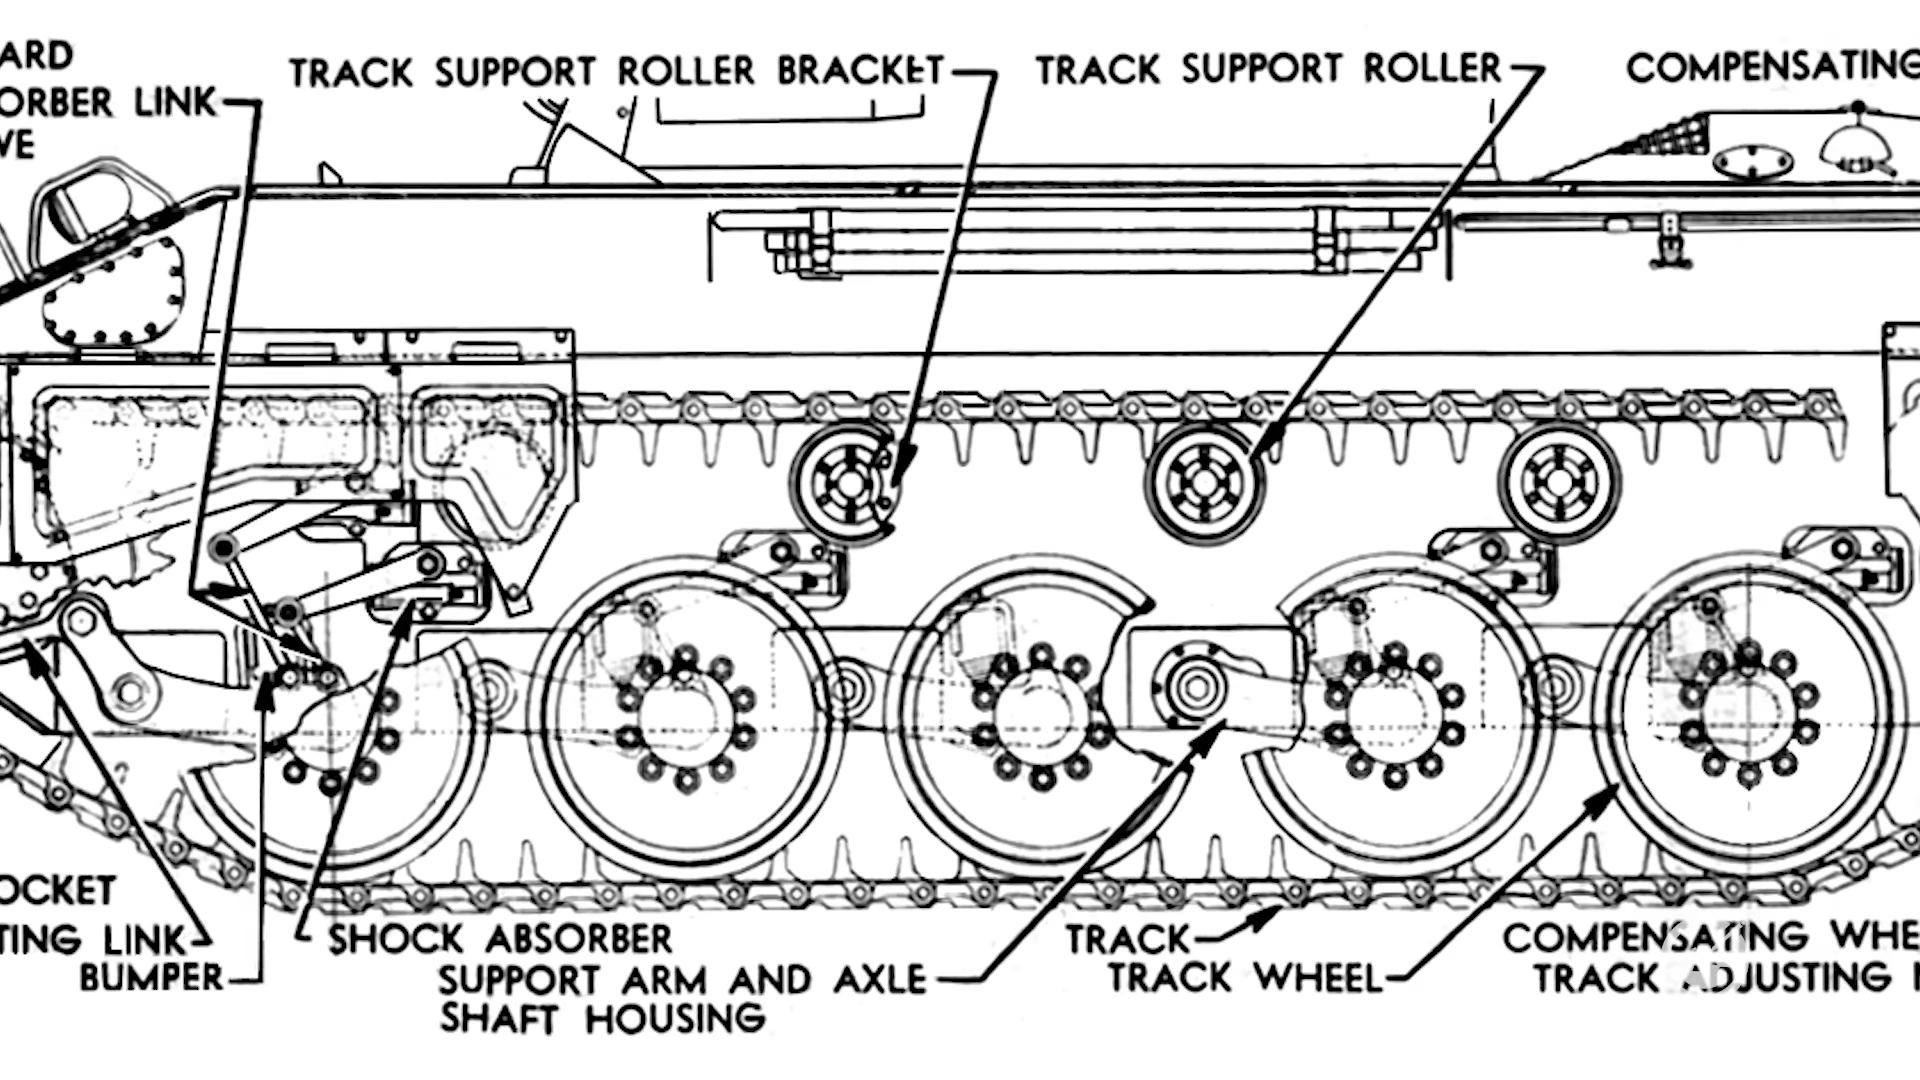 ARD
ORBER LINK
VE
TRACK SUPPORT ROLLER BRACKET
TRACK SUPPORT ROLLER
COMPENSATING
OCKET
TING LINK
BUMPER
SHOCK ABSORBER
SUPPORT ARM AND AXLE
SHAFT HOUSING
TRACK
TRACK WHEEL
COMPENSATING WHE
TRACK ADJUSTING